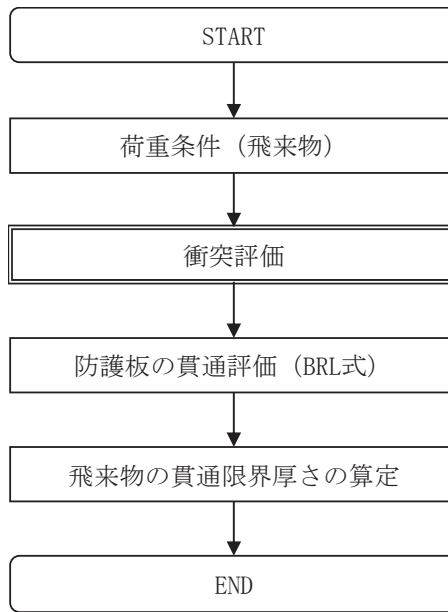 START
荷重条件（飛来物）
衝突評価
防護板の貫通評価（BRL式）
飛来物の貫通限界厚さの算定
END